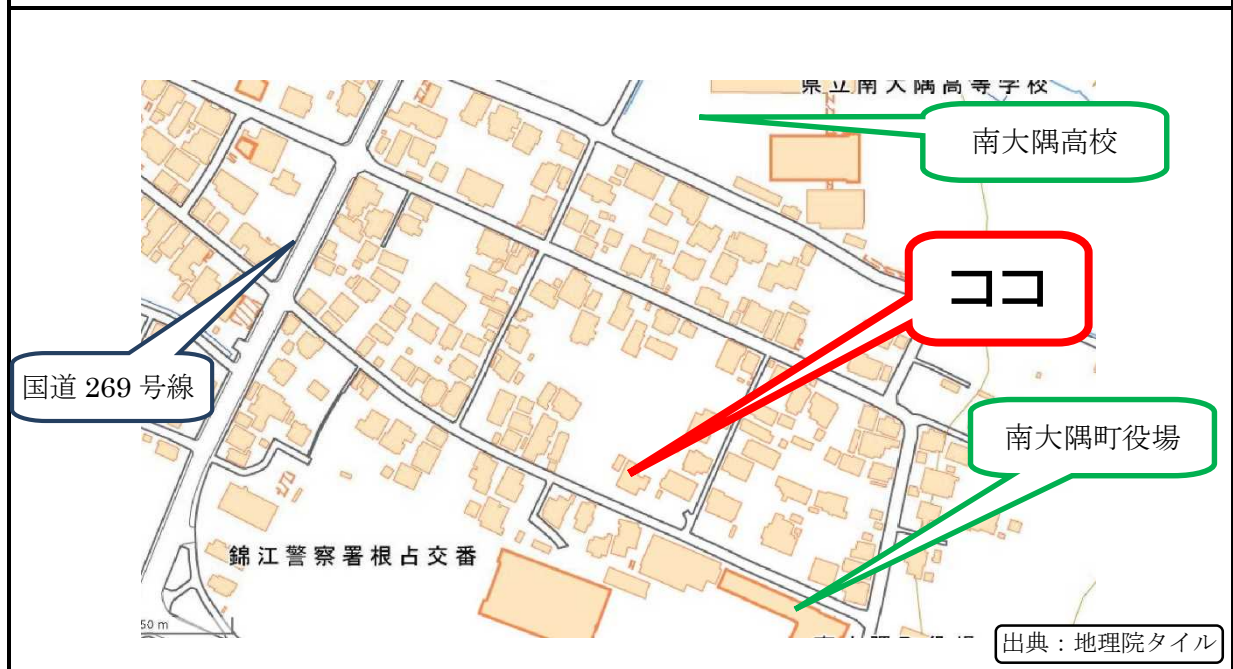 県立南大隅高等学校
南大隅高校
ココ
国道 269 号線
南大隅町役場
錦江警察署根占交番
50 m
出典：地理院タイル